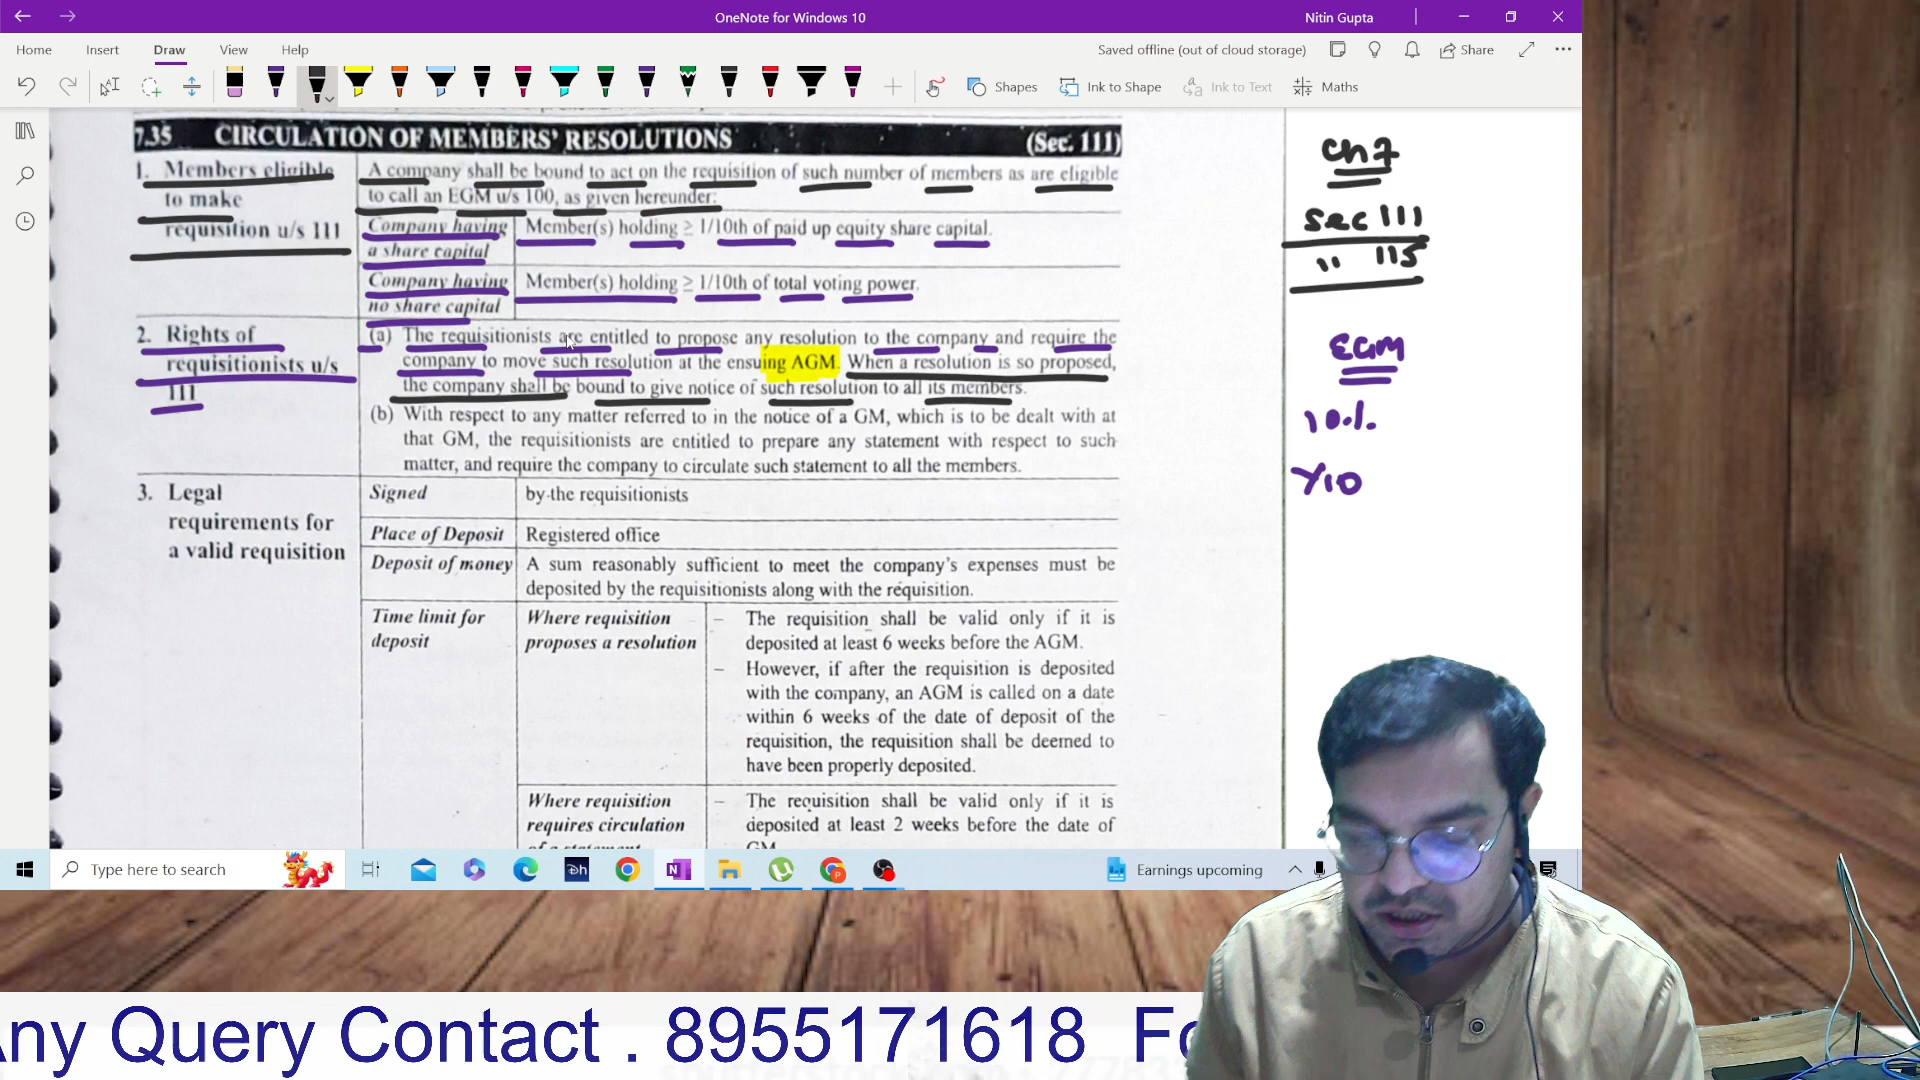 OneNote for Windows 10
Nitin Gupta
Home Insert Draw View Help
Saved offline (out of cloud storage)
Share
Shapes
Ink to Shape
Ink to Text
Maths
7.35 CIRCULATION OF MEMBERS' RESOLUTIONS (Sec. 111)
1. Members eligible to make requisition u/s 111
A company shall be bound to act on the requisition of such number of members as are eligible
to call an EGM u/s 100, as given hereunder:
Company having a share capital
Member(s) holding ≥ 1/10th of paid up equity share capital.
Company having no share capital
Member(s) holding ≥ 1/10th of total voting power.
2. Rights of requisitionists u/s 111
(a) The requisitionists are entitled to propose any resolution to the company and require the
company to move such resolution at the ensuing AGM. When a resolution is so proposed,
the company shall be bound to give notice of such resolution to all its members.
(b) With respect to any matter referred to in the notice of a GM, which is to be dealt with at
that GM, the requisitionists are entitled to prepare any statement with respect to such
matter, and require the company to circulate such statement to all the members.
3. Legal requirements for a valid requisition
Signed
by the requisitionists
Place of Deposit
Registered office
Deposit of money
A sum reasonably sufficient to meet the company's expenses must be
deposited by the requisitionists along with the requisition.
Time limit for deposit
Where requisition proposes a resolution
– The requisition shall be valid only if it is
deposited at least 6 weeks before the AGM.
– However, if after the requisition is deposited
with the company, an AGM is called on a date
within 6 weeks of the date of deposit of the
requisition, the requisition shall be deemed to
have been properly deposited.
Where requisition requires circulation of a statement
– The requisition shall be valid only if it is
deposited at least 2 weeks before the date of
GM
Ch 7
Sec 111
" 115
EGM
10%
1/10
Type here to search
Dh
Earnings upcoming
Any Query Contact . 8955171618 Fo